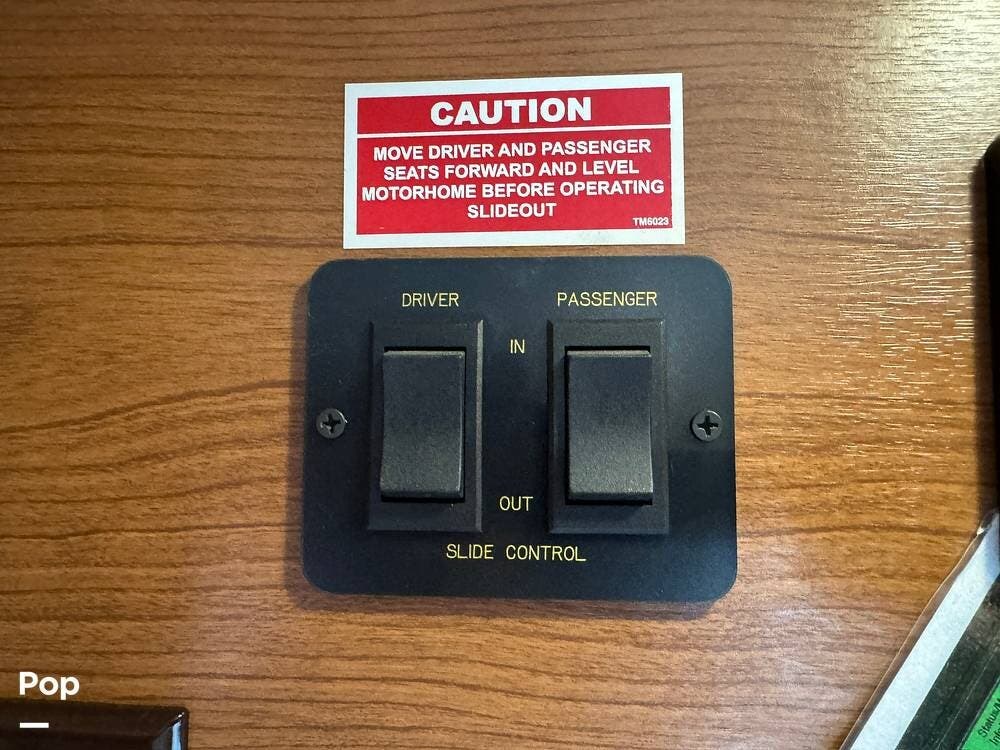 CAUTION
MOVE DRIVER AND PASSENGER
SEATS FORWARD AND LEVEL
MOTORHOME BEFORE OPERATING
SLIDEOUT
TM6023
DRIVER
PASSENGER
IN
OUT
SLIDE CONTROL
Pop